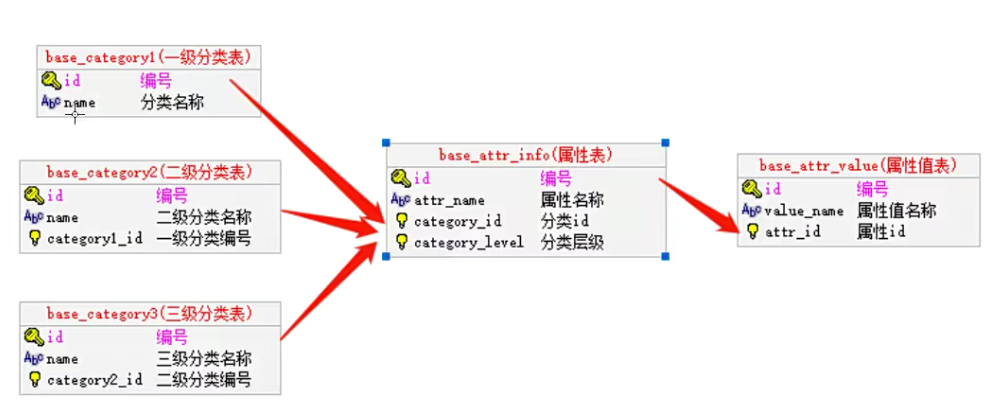 base_category1(一级分类表)
id 编号
Abc name 分类名称
base_category2(二级分类表)
id 编号
Abc name 二级分类名称
category1_id 一级分类编号
base_category3(三级分类表)
id 编号
Abc name 三级分类名称
category2_id 二级分类编号
base_attr_info(属性表)
id 编号
Abc attr_name 属性名称
category_id 分类id
category_level 分类层级
base_attr_value(属性值表)
id 编号
Abc value_name 属性值名称
attr_id 属性id